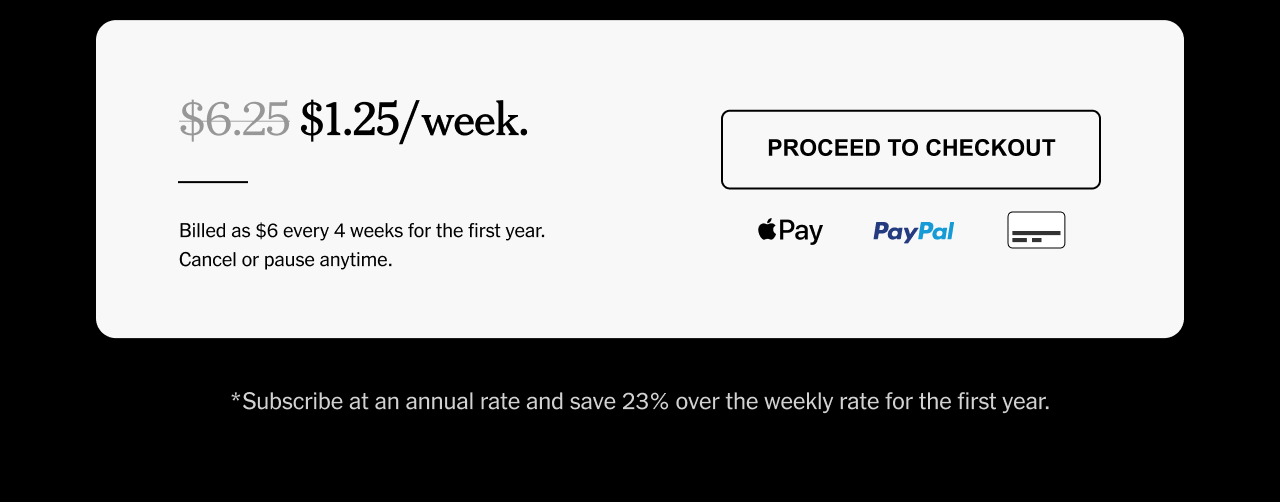 $6.25 $1.25/week.
Billed as $6 every 4 weeks for the first year.
Cancel or pause anytime.
PROCEED TO CHECKOUT
Pay PayPal
*Subscribe at an annual rate and save 23% over the weekly rate for the first year.